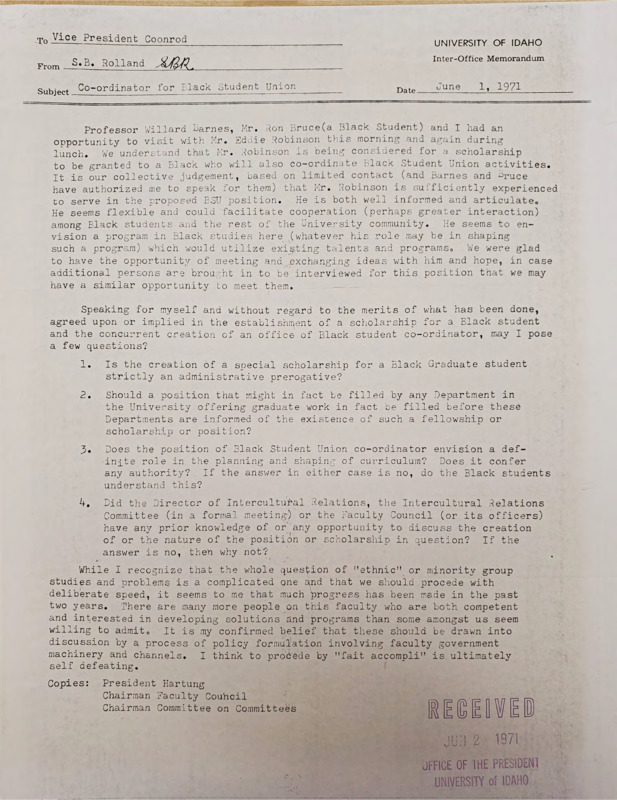 To Vice President Coonrod
UNIVERSITY OF IDAHO
Inter-Office Memorandum
From S.B. Rolland SBR
Subject Co-ordinator for Black Student Union
Date June 1, 1971
Professor Willard Barnes, Mr. Ron Bruce(a Black Student) and I had an
opportunity to visit with Mr. Eddie Robinson this morning and again during
lunch. We understand that Mr. Robinson is being considered for a scholarship
to be granted to a Black who will also co-ordinate Black Student Union activities.
It is our collective judgement, based on limited contact (and Barnes and Bruce
have authorized me to speak for them) that Mr. Robinson is sufficiently experienced
to serve in the proposed BSU position. He is both well informed and articulate.
He seems flexible and could facilitate cooperation (perhaps greater interaction)
among Black students and the rest of the University community. He seems to en-
vision a program in Black studies here (whatever his role may be in shaping
such a program) which would utilize existing talents and programs. We were glad
to have the opportunity of meeting and exchanging ideas with him and hope, in case
additional persons are brought in to be interviewed for this position that we may
have a similar opportunity to meet them.
Speaking for myself and without regard to the merits of what has been done,
agreed upon or implied in the establishment of a scholarship for a Black student
and the concurrent creation of an office of Black student co-ordinator, may I pose
a few questions?
1. Is the creation of a special scholarship for a Black Graduate student
strictly an administrative prerogative?
2. Should a position that might in fact be filled by any Department in
the University offering graduate work in fact be filled before these
Departments are informed of the existence of such a fellowship or
scholarship or position?
3. Does the position of Black Student Union co-ordinator envision a def-
inite role in the planning and shaping of curriculum? Does it confer
any authority? If the answer in either case is no, do the Black students
understand this?
4. Did the Director of Intercultural Relations, the Intercultural Relations
Committee (in a formal meeting) or the Faculty Council (or its officers)
have any prior knowledge of or any opportunity to discuss the creation
of or the nature of the position or scholarship in question? If the
answer is no, then why not?
While I recognize that the whole question of "ethnic" or minority group
studies and problems is a complicated one and that we should procede with
deliberate speed, it seems to me that much progress has been made in the past
two years. There are many more people on this faculty who are both competent
and interested in developing solutions and programs than some amongst us seem
willing to admit. It is my confirmed belief that these should be drawn into
discussion by a process of policy formulation involving faculty government
machinery and channels. I think to procede by "fait accompli" is ultimately
self defeating.
Copies: President Hartung
Chairman Faculty Council
Chairman Committee on Committees
RECEIVED
JUN 2 1971
OFFICE OF THE PRESIDENT
UNIVERSITY of IDAHO